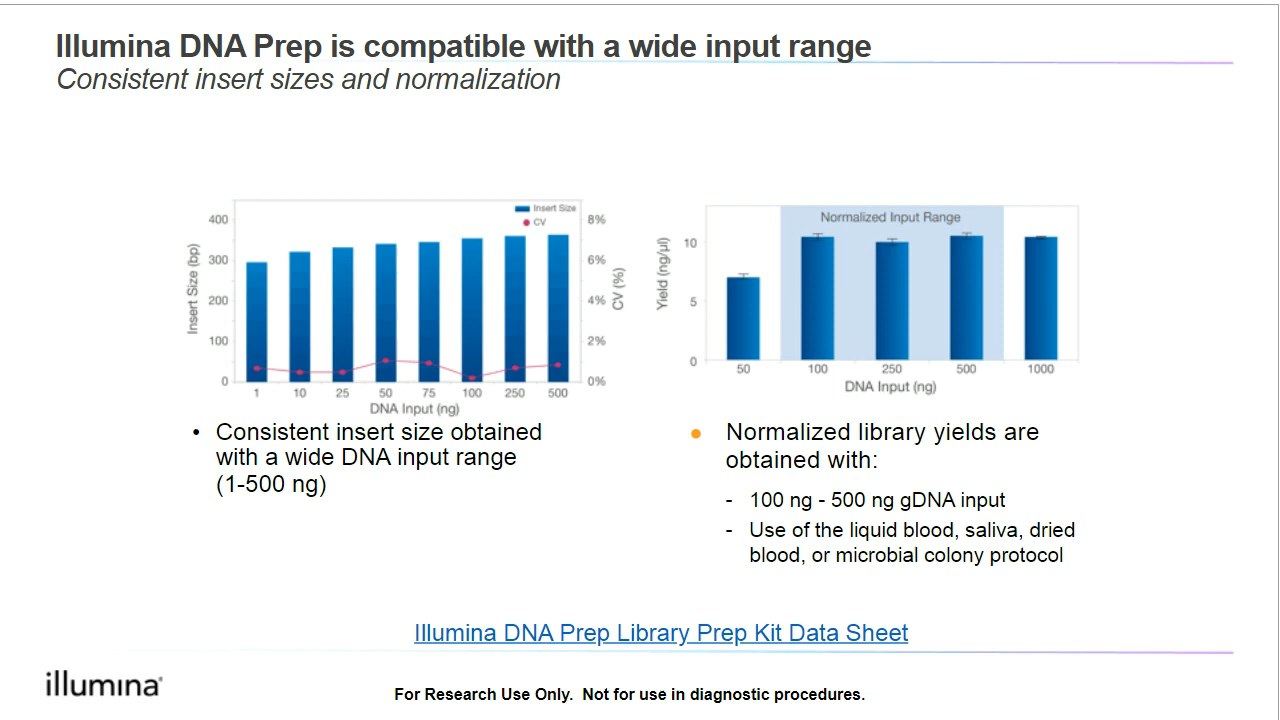 Illumina DNA Prep is compatible with a wide input range
Consistent insert sizes and normalization
Insert Size
CV
400
300
200
100
0
Insert Size (bp)
8%
6%
4%
2%
0%
CV (%)
1 10 25 50 75 100 250 500
DNA Input (ng)
Normalized Input Range
10
5
0
Yield (ng/µl)
50 100 250 500 1000
DNA Input (ng)
• Consistent insert size obtained
with a wide DNA input range
(1-500 ng)
• Normalized library yields are
obtained with:
- 100 ng - 500 ng gDNA input
- Use of the liquid blood, saliva, dried
blood, or microbial colony protocol
Illumina DNA Prep Library Prep Kit Data Sheet
illumina®
For Research Use Only. Not for use in diagnostic procedures.